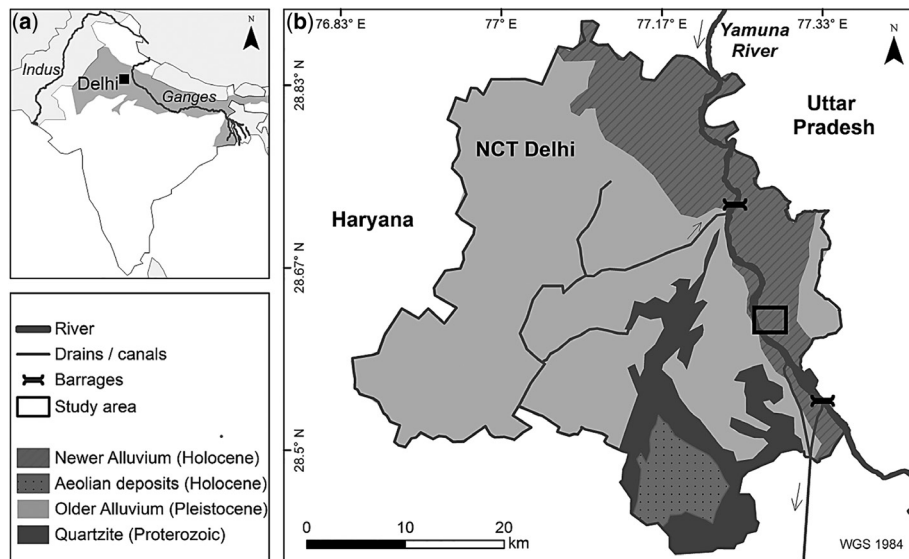 (a)
N
Indus
Delhi
Ganges
River
Drains / canals
Barrages
Study area
Newer Alluvium (Holocene)
Aeolian deposits (Holocene)
Older Alluvium (Pleistocene)
Quartzite (Proterozoic)
(b)
76.83° E
77° E
77.17° E
77.33° E
28.83° N
28.67° N
28.5° N
Yamuna
River
N
Uttar
Pradesh
NCT Delhi
Haryana
0 10 20
km
WGS 1984